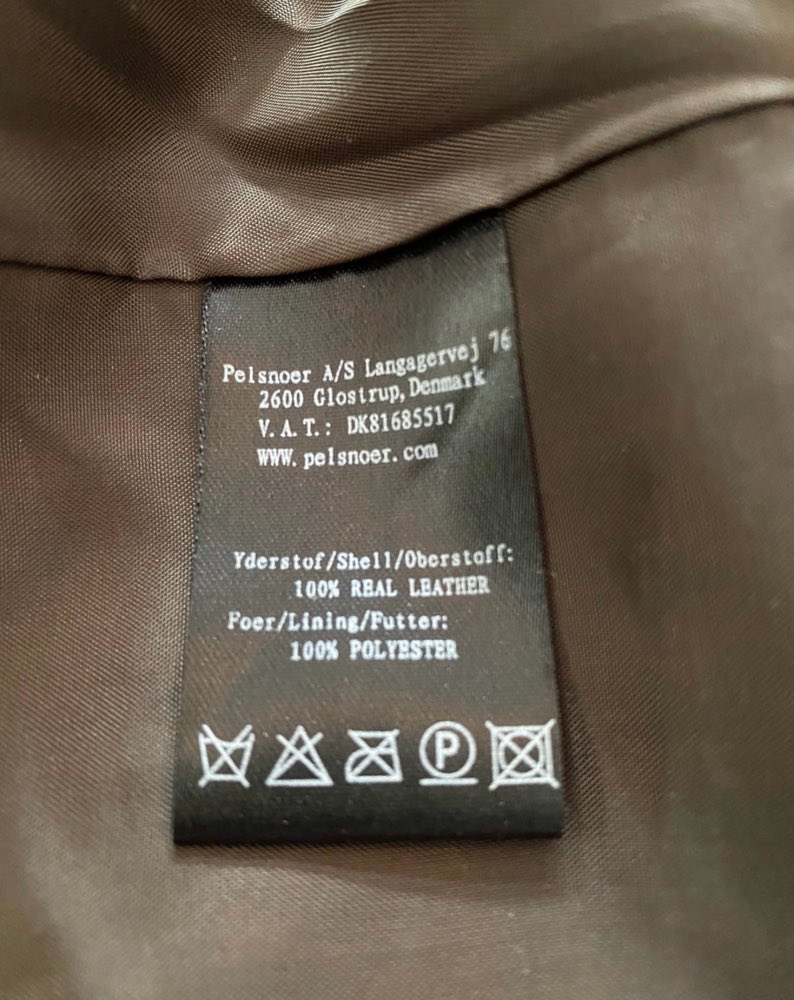 Pelsnoer A/S Langagervej 76
2600 Glostrup, Denmark
V.A.T.: DK81685517
WWW.pelsnoer.com
Yderstof/Shell/Oberstoff:
100% REAL LEATHER
Foer/Lining/Futter:
100% POLYESTER
P